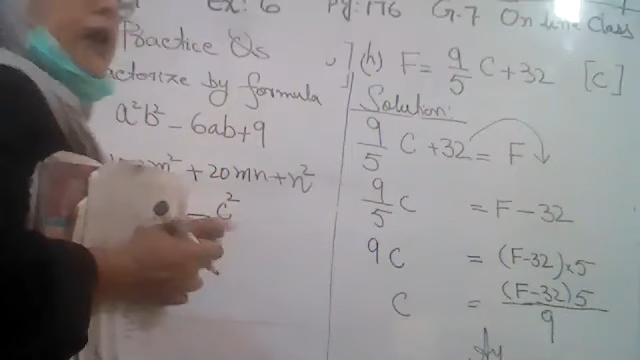 Ex: 6 Pg: 176 G.7 On line Class
Practice Qs
actorize by formula
a²b² - 6ab + 9
m² + 20mn + n²
- c²
(h) F = 9/5 C + 32 [C]
Solution:
9/5 C + 32 = F
9/5 C = F - 32
9C = (F-32) × 5
C = (F-32)5/9